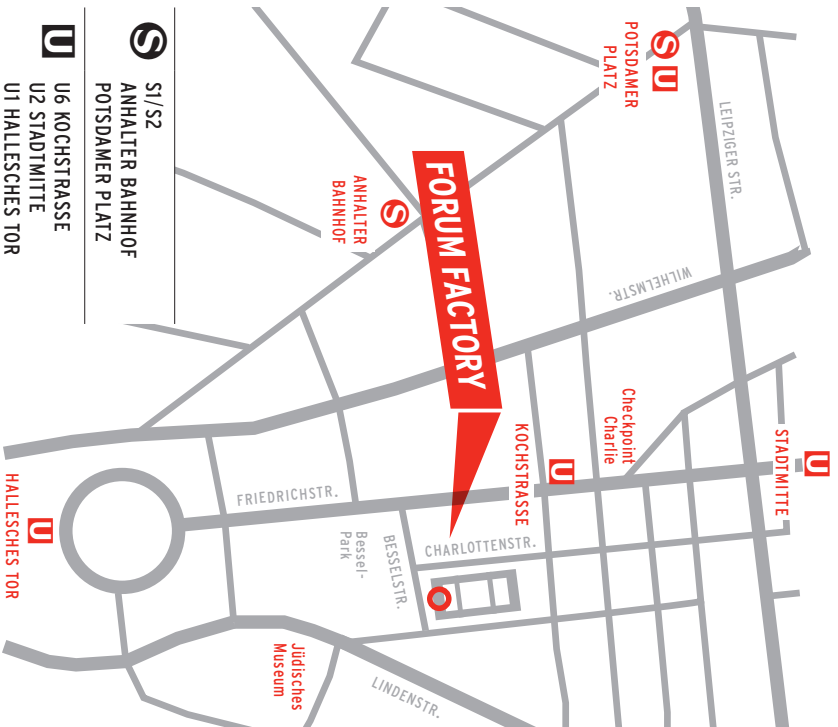 S U
POTSDAMER
PLATZ
LEIPZIGER STR.
WILHELMSTR.
S
ANHALTER
BAHNHOF
FORUM FACTORY
Checkpoint
Charlie
U
STADTMITTE
U
KOCHSTRASSE
FRIEDRICHSTR.
CHARLOTTENSTR.
BESSELSTR.
Bessel-
Park
U
HALLESCHES TOR
Jüdisches
Museum
LINDENSTR.
S
S1/S2
ANHALTER BAHNHOF
POTSDAMER PLATZ
U
U6 KOCHSTRASSE
U2 STADTMITTE
U1 HALLESCHES TOR